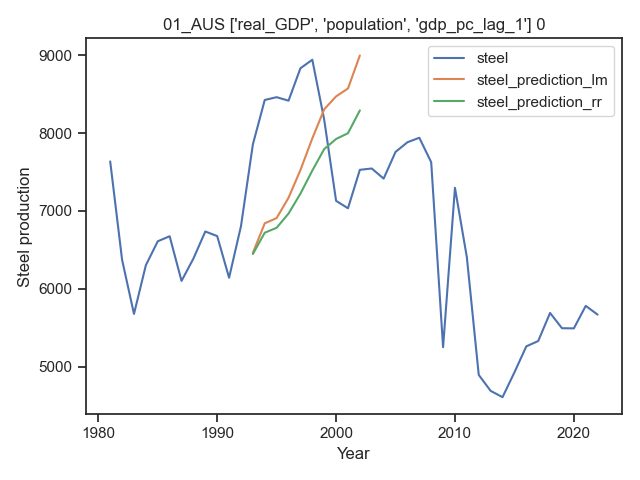 01_AUS ['real_GDP', 'population', 'gdp_pc_lag_1'] 0
steel
steel_prediction_lm
steel_prediction_rr
Steel production
9000
8000
7000
6000
5000
1980
1990
2000
2010
2020
Year